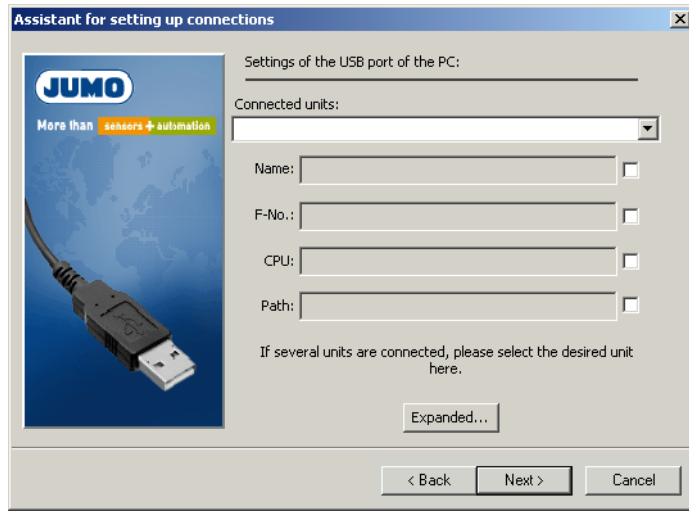 Assistant for setting up connections
JUMO
More than sensors + automation
Settings of the USB port of the PC:
Connected units:
Name:
F-No.:
CPU:
Path:
If several units are connected, please select the desired unit
here.
Expanded...
< Back
Next >
Cancel